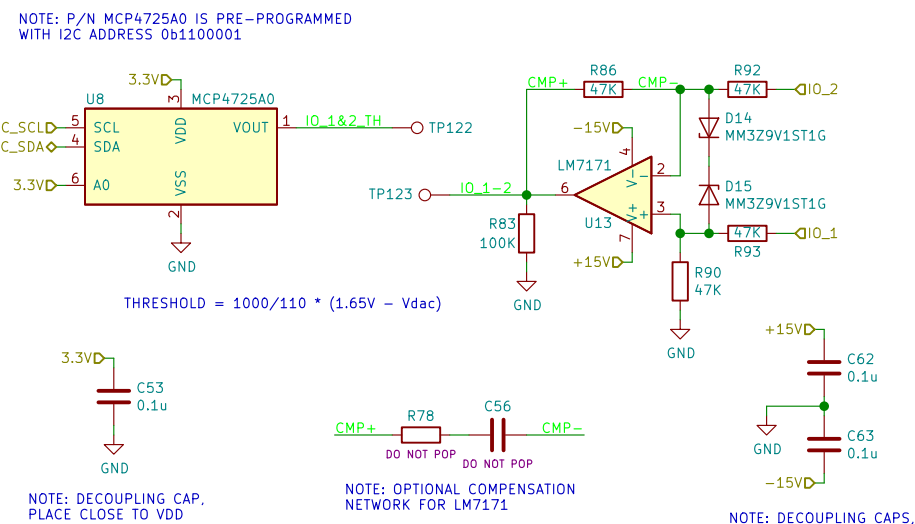 NOTE: P/N MCP4725A0 IS PRE-PROGRAMMED
WITH I2C ADDRESS 0b1100001
3.3V
U8
MCP4725A0
3
VDD
C_SCL
5
SCL
VOUT
1
IO_1&2_TH
TP122
C_SDA
4
SDA
3.3V
6
A0
VSS
2
GND
THRESHOLD = 1000/110 * (1.65V - Vdac)
CMP+
R86
47K
CMP-
R92
47K
IO_2
-15V
4
D14
MM3Z9V1ST1G
LM7171
V-
-
2
TP123
IO_1-2
6
D15
MM3Z9V1ST1G
V+
+
3
U13
7
R83
100K
+15V
47K
R93
IO_1
GND
R90
47K
GND
3.3V
C53
0.1u
GND
NOTE: DECOUPLING CAP,
PLACE CLOSE TO VDD
CMP+
R78
DO NOT POP
C56
DO NOT POP
CMP-
NOTE: OPTIONAL COMPENSATION
NETWORK FOR LM7171
+15V
C62
0.1u
GND
C63
0.1u
-15V
NOTE: DECOUPLING CAPS,